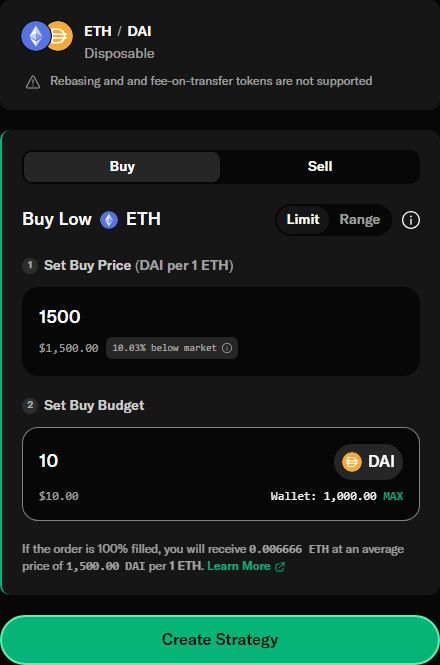 ETH / DAI
Disposable
Rebasing and and fee-on-transfer tokens are not supported
Buy Sell
Buy Low ETH Limit Range
1 Set Buy Price (DAI per 1 ETH)
1500
$1,500.00 10.03% below market
2 Set Buy Budget
10 DAI
$10.00 Wallet: 1,000.00 MAX
If the order is 100% filled, you will receive 0.006666 ETH at an average
price of 1,500.00 DAI per 1 ETH. Learn More
Create Strategy